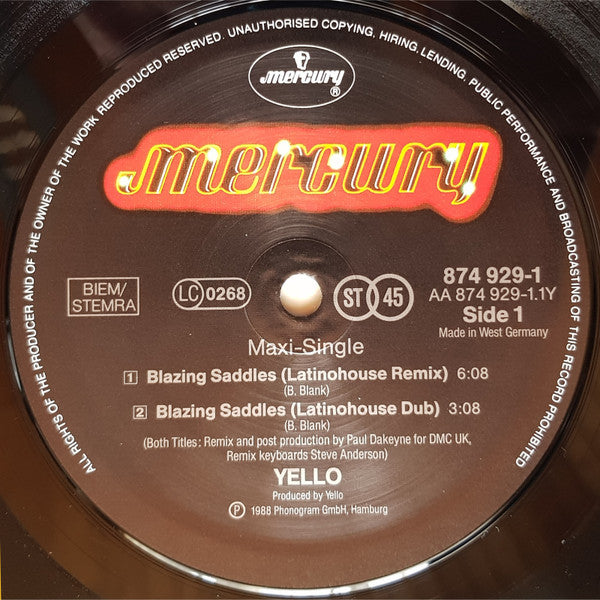 ALL RIGHTS OF THE PRODUCER AND OF THE OWNER OF THE WORK REPRODUCED RESERVED. UNAUTHORISED COPYING, HIRING, LENDING, PUBLIC PERFORMANCE AND BROADCASTING OF THIS RECORD PROHIBITED
mercury
®
mercury
BIEM/
STEMRA
LC 0268
ST 45
874 929-1
AA 874 929-1.1Y
Side 1
Made in West Germany
Maxi-Single
1 Blazing Saddles (Latinohouse Remix) 6:08
(B. Blank)
2 Blazing Saddles (Latinohouse Dub) 3:08
(B. Blank)
(Both Titles: Remix and post production by Paul Dakeyne for DMC UK,
Remix keyboards Steve Anderson)
YELLO
Produced by Yello
℗ 1988 Phonogram GmbH, Hamburg